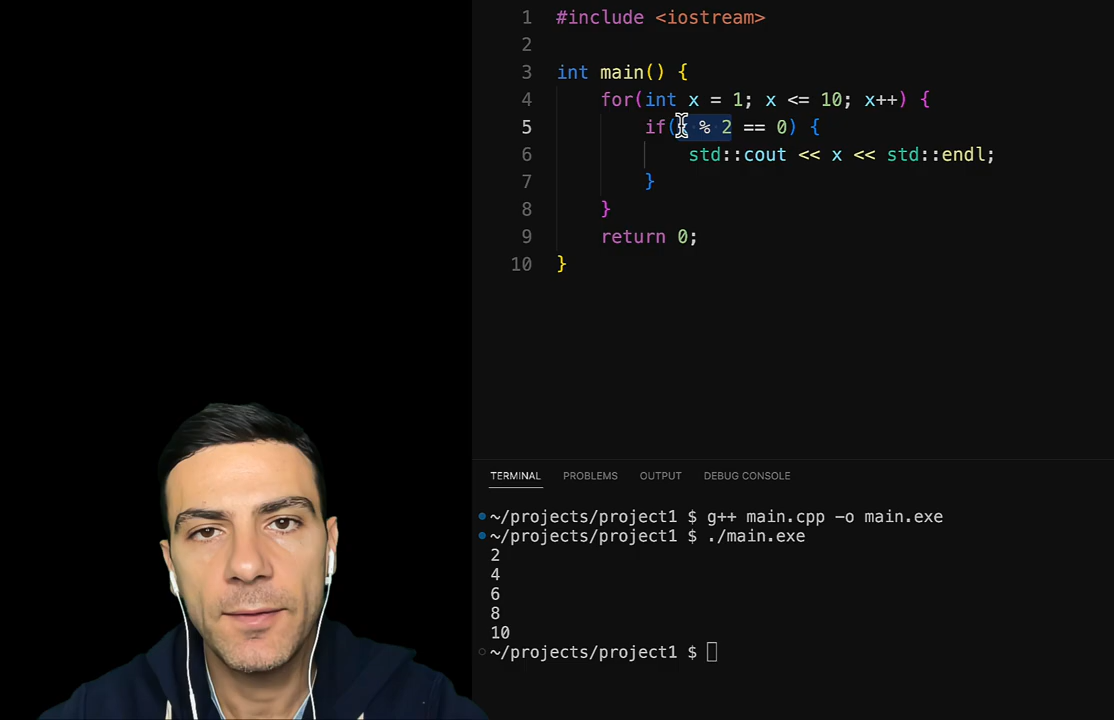 1 #include <iostream>
2
3 int main() {
4 for(int x = 1; x <= 10; x++) {
5 if(x % 2 == 0) {
6 std::cout << x << std::endl;
7 }
8 }
9 return 0;
10 }
TERMINAL PROBLEMS OUTPUT DEBUG CONSOLE
~/projects/project1 $ g++ main.cpp -o main.exe
~/projects/project1 $ ./main.exe
2
4
6
8
10
~/projects/project1 $